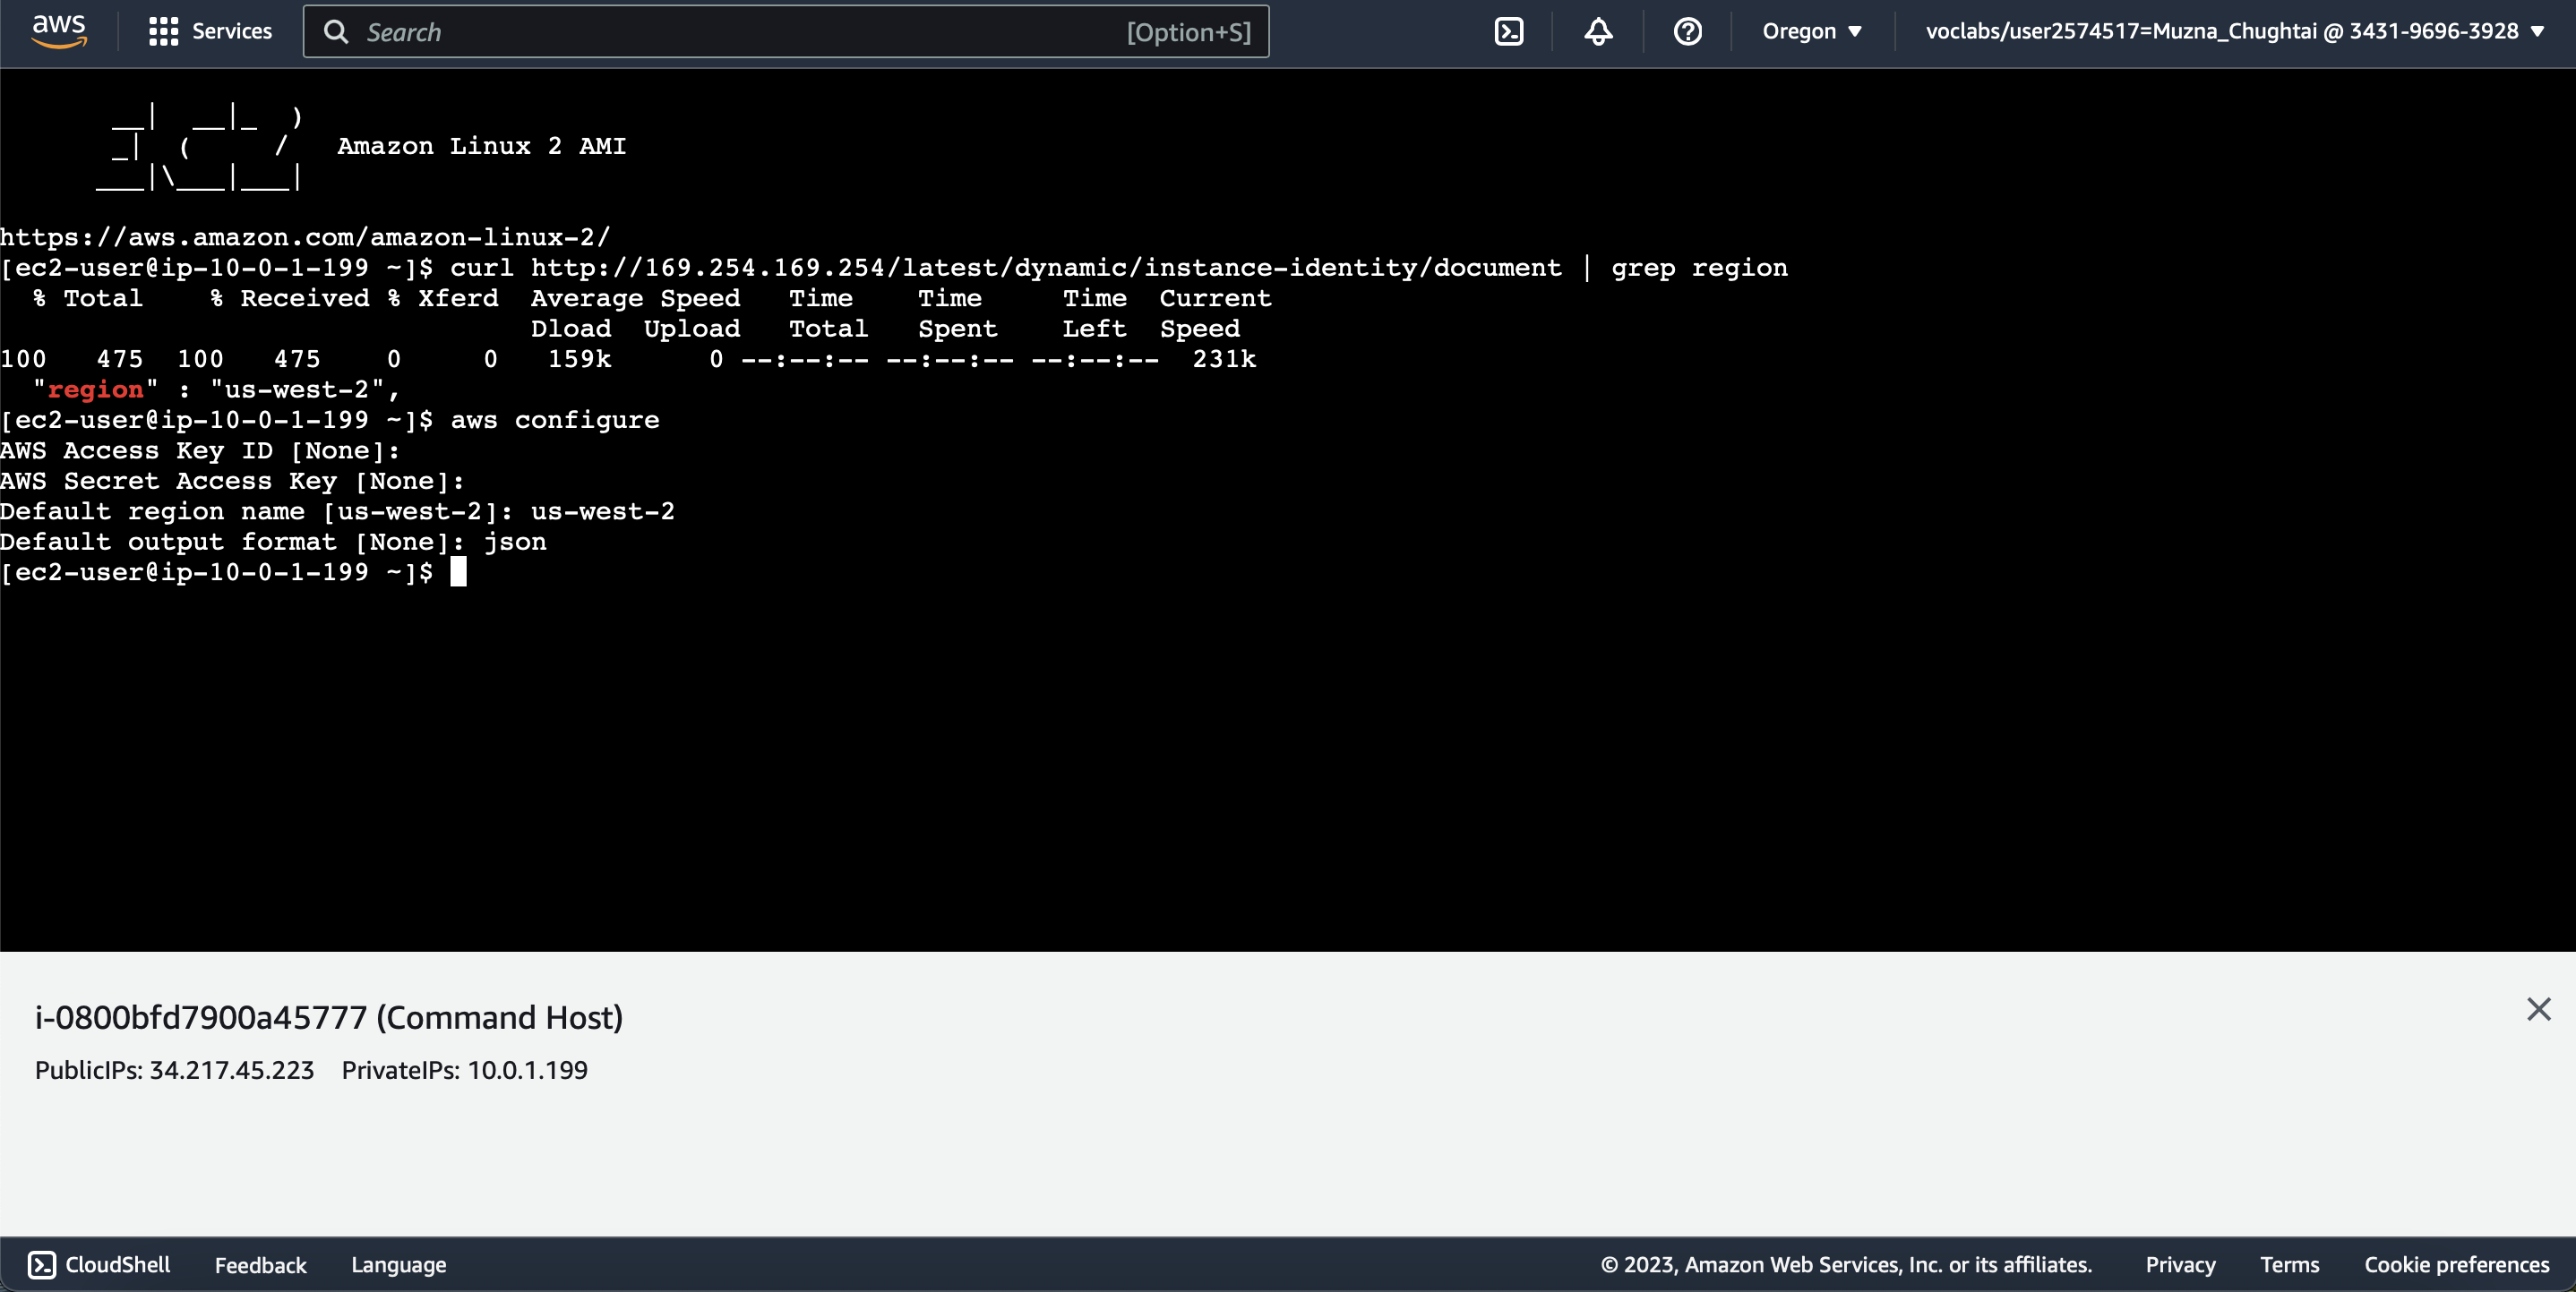 aws Services Search [Option+S] Oregon voclabs/user2574517=Muzna_Chughtai @ 3431-9696-3928
__|  __|_  )
_|  (     /   Amazon Linux 2 AMI
___|\___|___|
https://aws.amazon.com/amazon-linux-2/
[ec2-user@ip-10-0-1-199 ~]$ curl http://169.254.169.254/latest/dynamic/instance-identity/document | grep region
% Total    % Received % Xferd  Average Speed   Time    Time     Time  Current
Dload  Upload   Total   Spent    Left  Speed
100   475  100   475    0     0   159k      0 --:--:-- --:--:-- --:--:--  231k
"region" : "us-west-2",
[ec2-user@ip-10-0-1-199 ~]$ aws configure
AWS Access Key ID [None]:
AWS Secret Access Key [None]:
Default region name [us-west-2]: us-west-2
Default output format [None]: json
[ec2-user@ip-10-0-1-199 ~]$
i-0800bfd7900a45777 (Command Host)
PublicIPs: 34.217.45.223 PrivateIPs: 10.0.1.199
CloudShell Feedback Language © 2023, Amazon Web Services, Inc. or its affiliates. Privacy Terms Cookie preferences